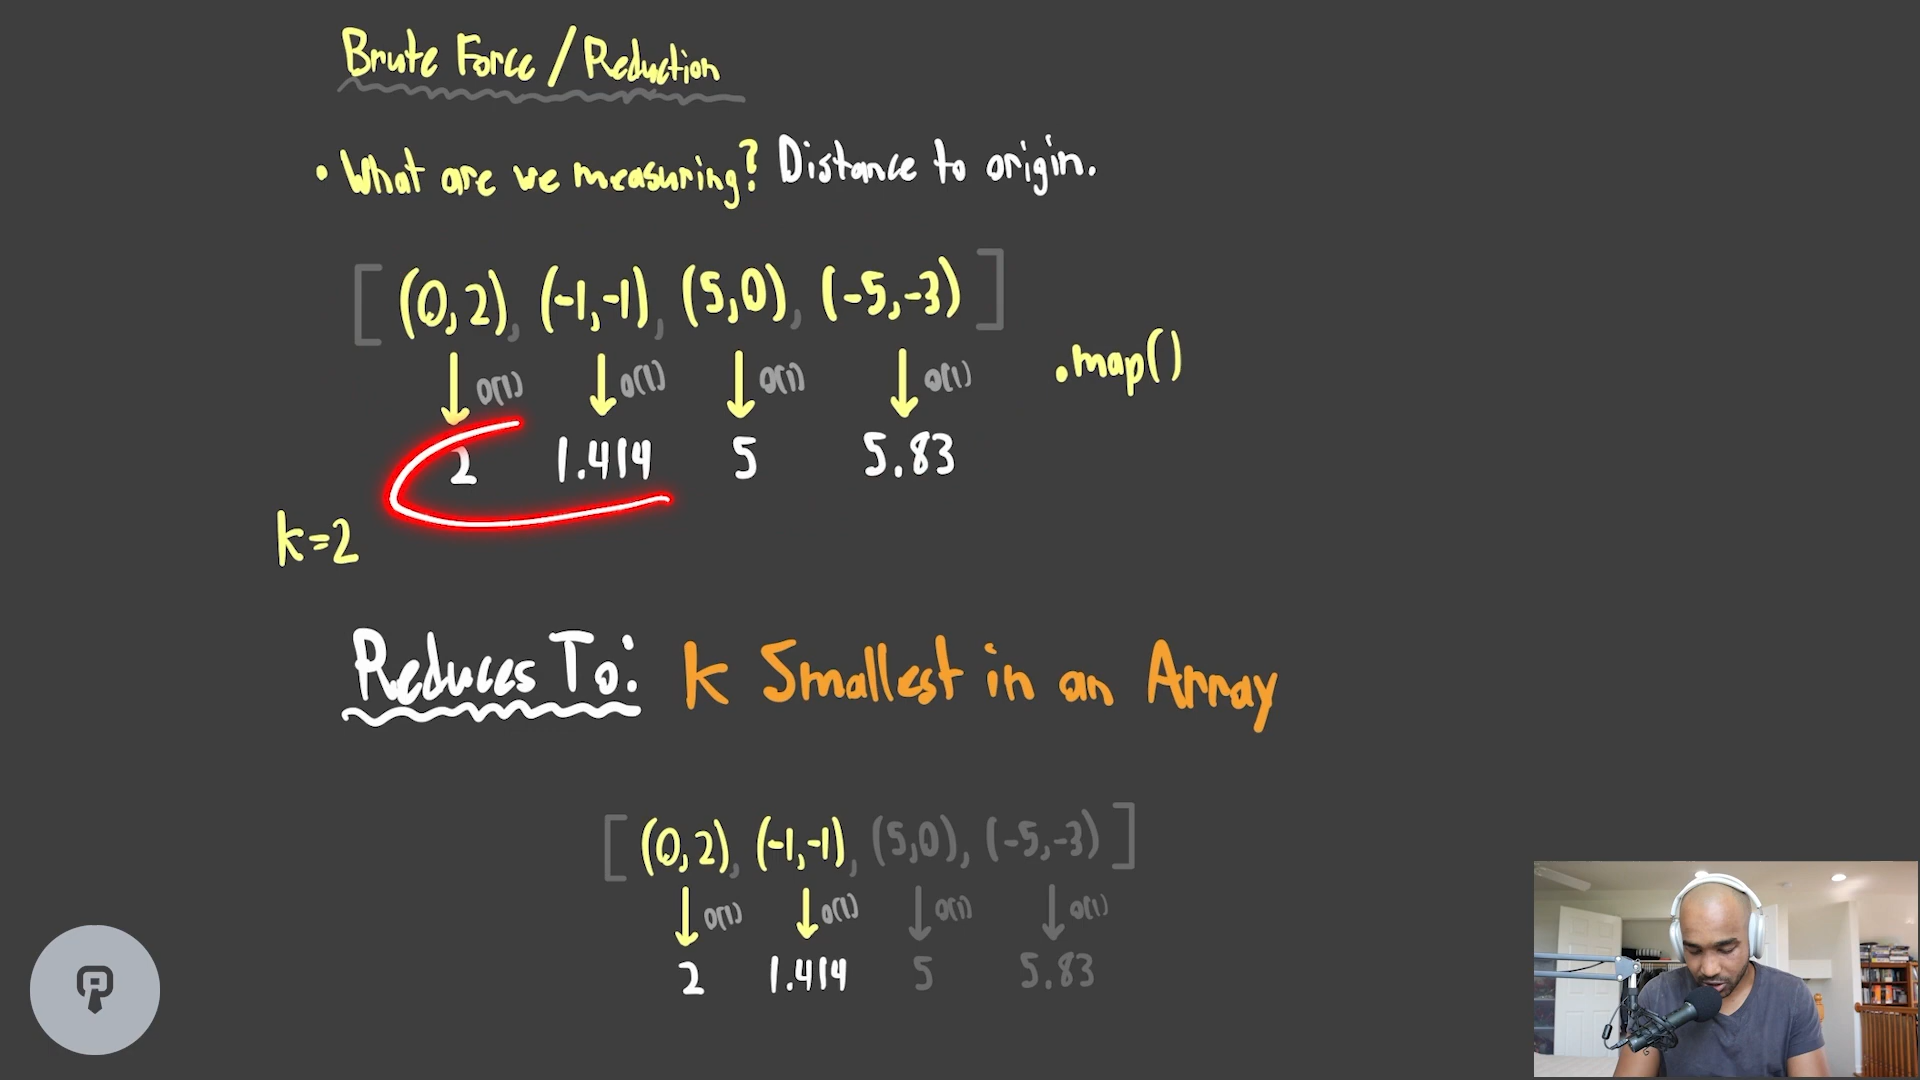 Brute Force / Reduction
• What are we measuring? Distance to origin.
[ (0,2), (-1,-1), (5,0), (-5,-3) ]
O(1) O(1) O(1) O(1) .map()
2 1.414 5 5.83
k=2
Reduces To: K Smallest in an Array
[ (0,2), (-1,-1), (5,0), (-5,-3) ]
O(1) O(1) O(1) O(1)
2 1.414 5 5.83